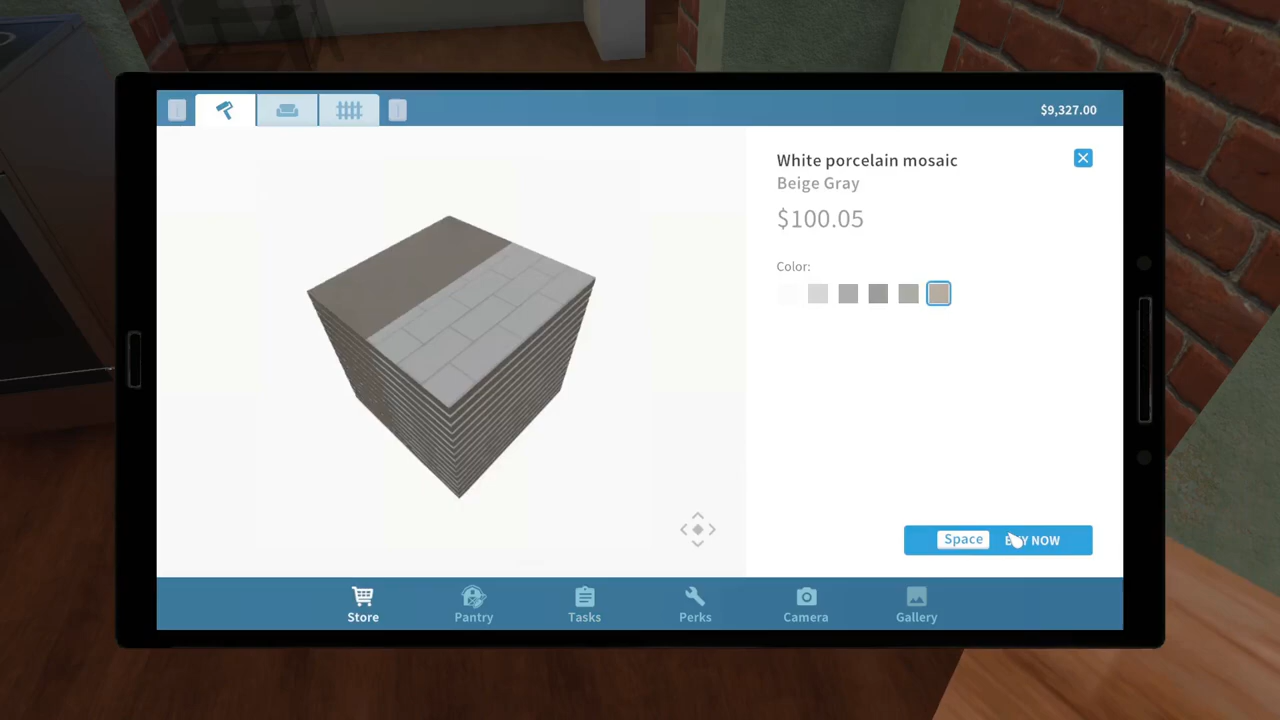 $9,327.00
White porcelain mosaic
Beige Gray
$100.05
Color:
Space
NOW
Store
Pantry
Tasks
Perks
Camera
Gallery